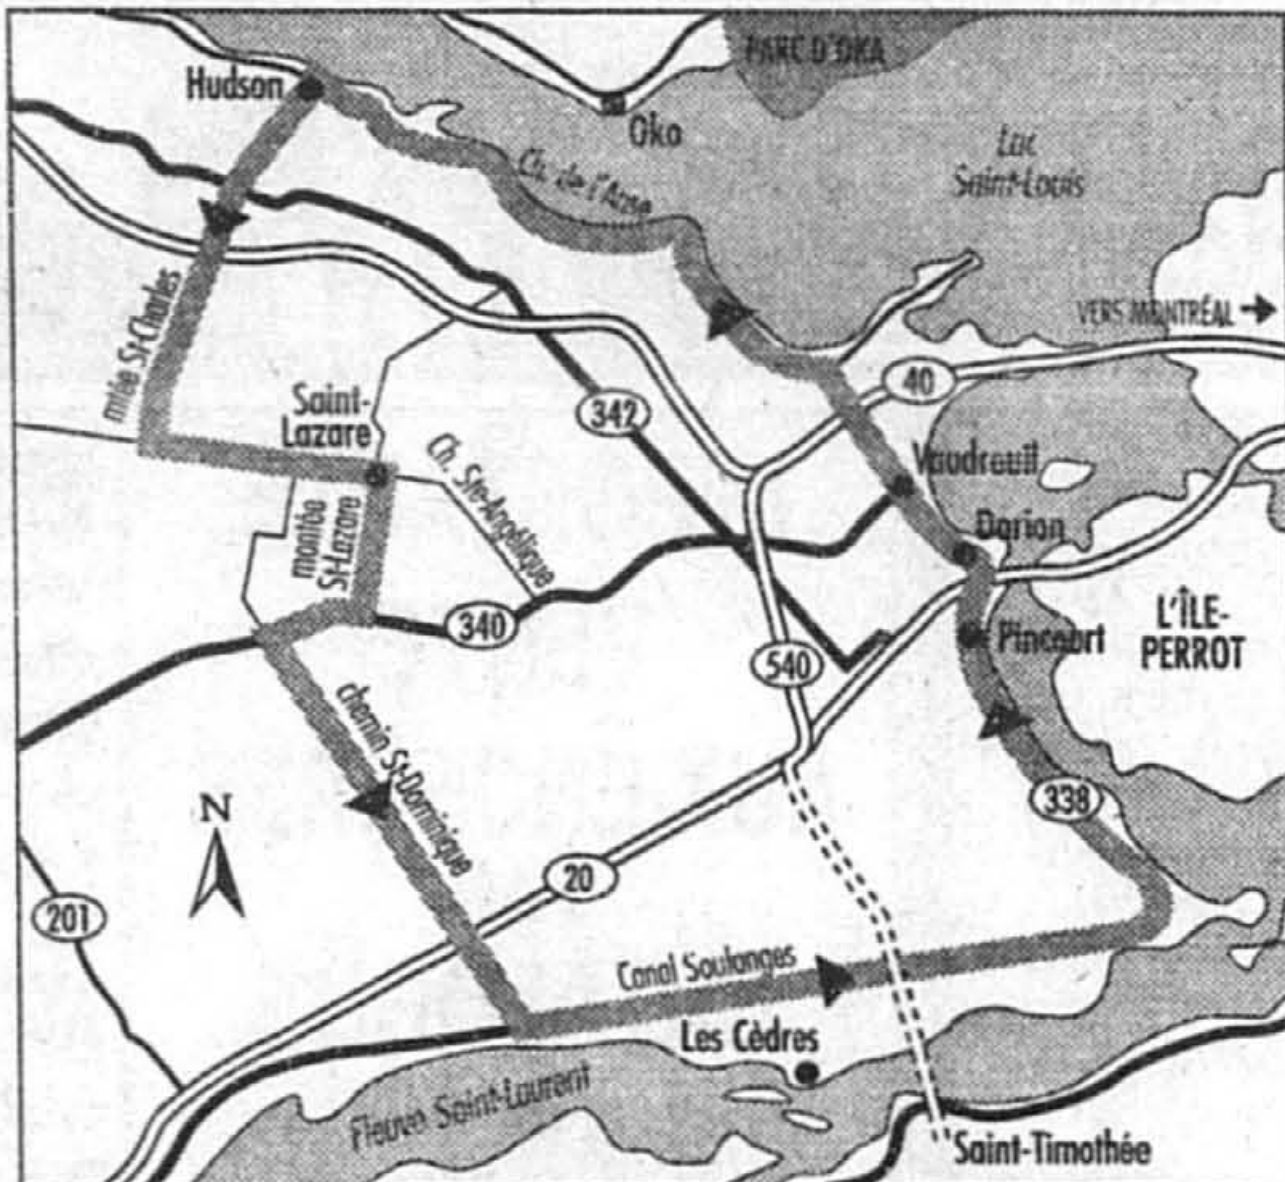 PARC D'OKA
Hudson
Oka
Lac
Saint-Louis
Ch. de l'Anse
VERS MONTRÉAL
mtée St-Charles
40
Saint-
Lazare
342
Ch. Ste-Angélique
Vaudreuil
montée
St-Lazare
Dorion
340
L'ÎLE-
PERROT
Pincourt
540
chemin St-Dominique
338
N
20
201
Canal Soulanges
Les Cèdres
Fleuve Saint-Laurent
Saint-Timothée